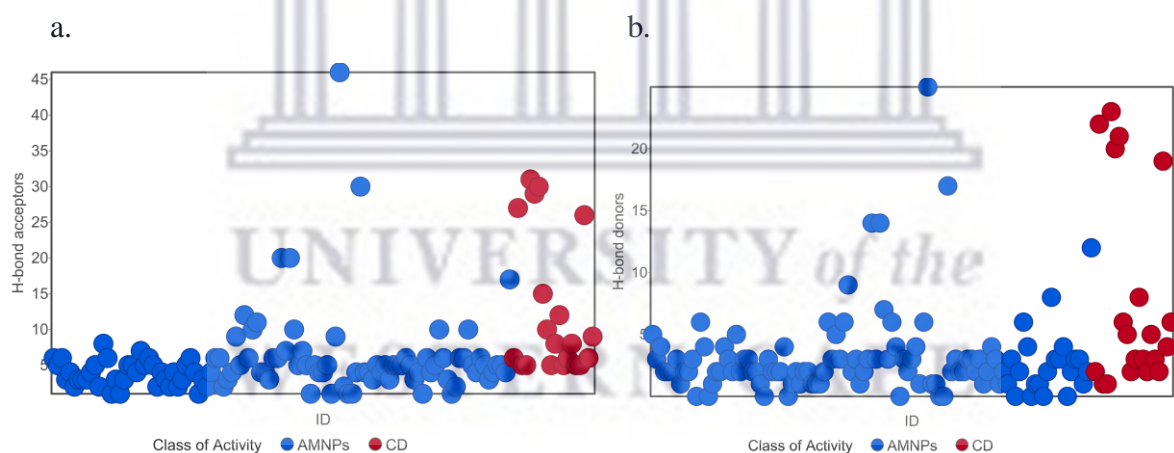 a.
b.
45
40
35
30
25
20
15
10
5
H-bond acceptors
ID
Class of Activity AMNPs CD
20
15
10
5
H-bond donors
ID
Class of Activity AMNPs CD
UNIVERSITY of the
WESTERN